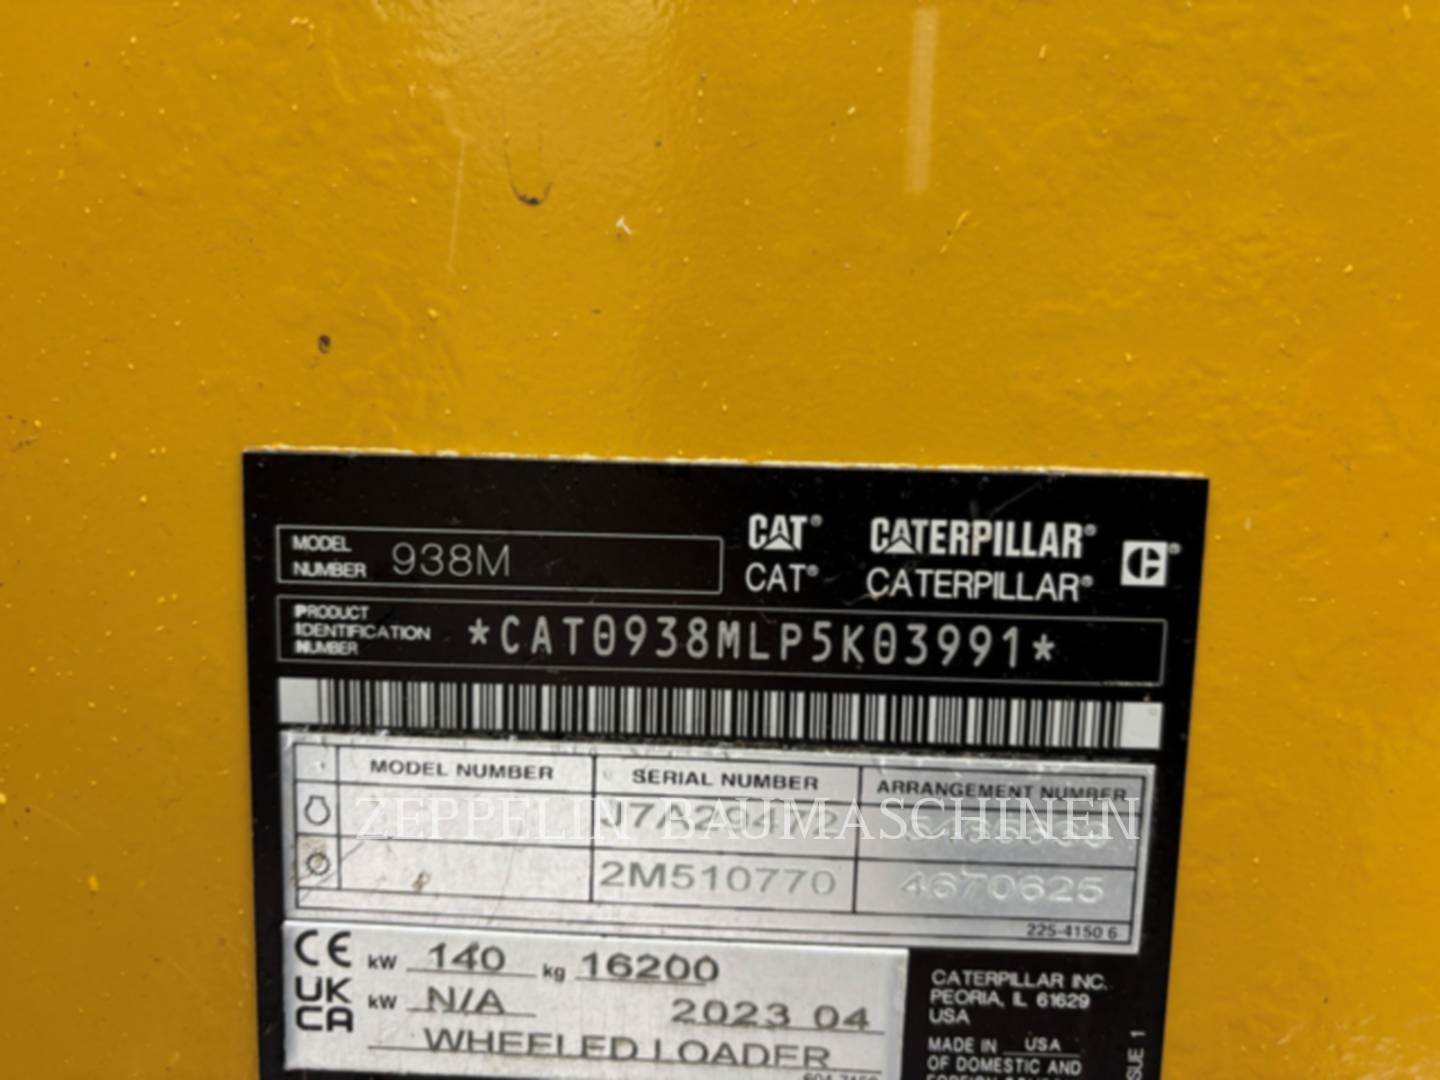 MODEL NUMBER 938M
CAT® CATERPILLAR®
CAT® CATERPILLAR®
PRODUCT IDENTIFICATION NUMBER *CAT0938MLP5K03991*
MODEL NUMBER SERIAL NUMBER ARRANGEMENT NUMBER
J7A29472
ZEPPELIN BAUMASCHINEN
2M510770 4670625
225-4150 6
CE kW 140 kg 16200
UK CA kW N/A 2023 04
WHEELED LOADER
CATERPILLAR INC.
PEORIA, IL 61629
USA
MADE IN USA
OF DOMESTIC AND